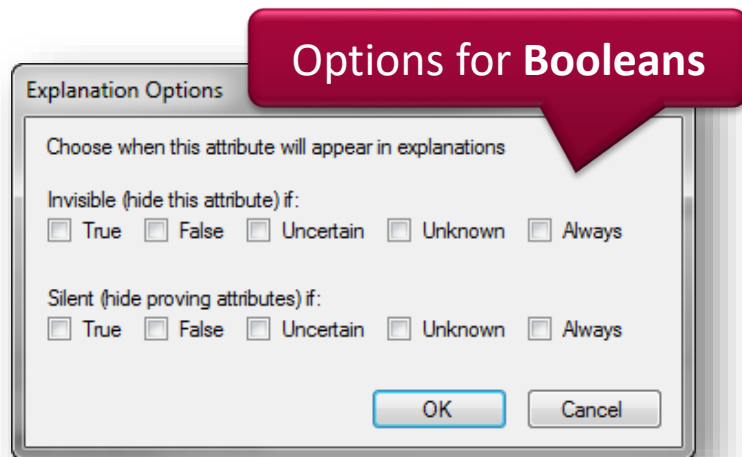 Options for Booleans
Explanation Options
Choose when this attribute will appear in explanations
Invisible (hide this attribute) if:
True False Uncertain Unknown Always
Silent (hide proving attributes) if:
True False Uncertain Unknown Always
OK Cancel